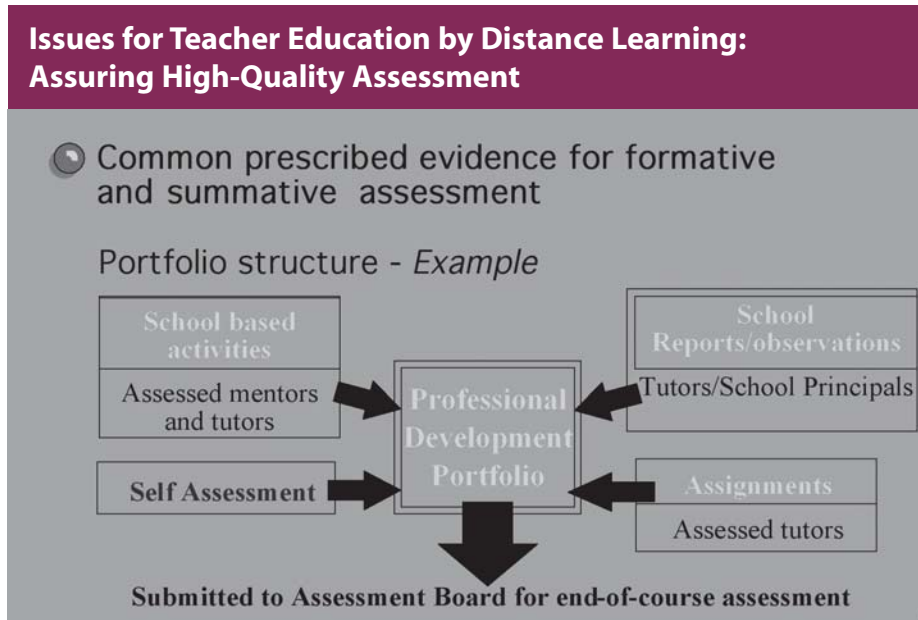 Issues for Teacher Education by Distance Learning:
Assuring High-Quality Assessment
Common prescribed evidence for formative
and summative assessment
Portfolio structure - Example
School based
activities
Assessed mentors
and tutors
School
Reports/observations
Tutors/School Principals
Professional
Development
Portfolio
Self Assessment
Assignments
Assessed tutors
Submitted to Assessment Board for end-of-course assessment